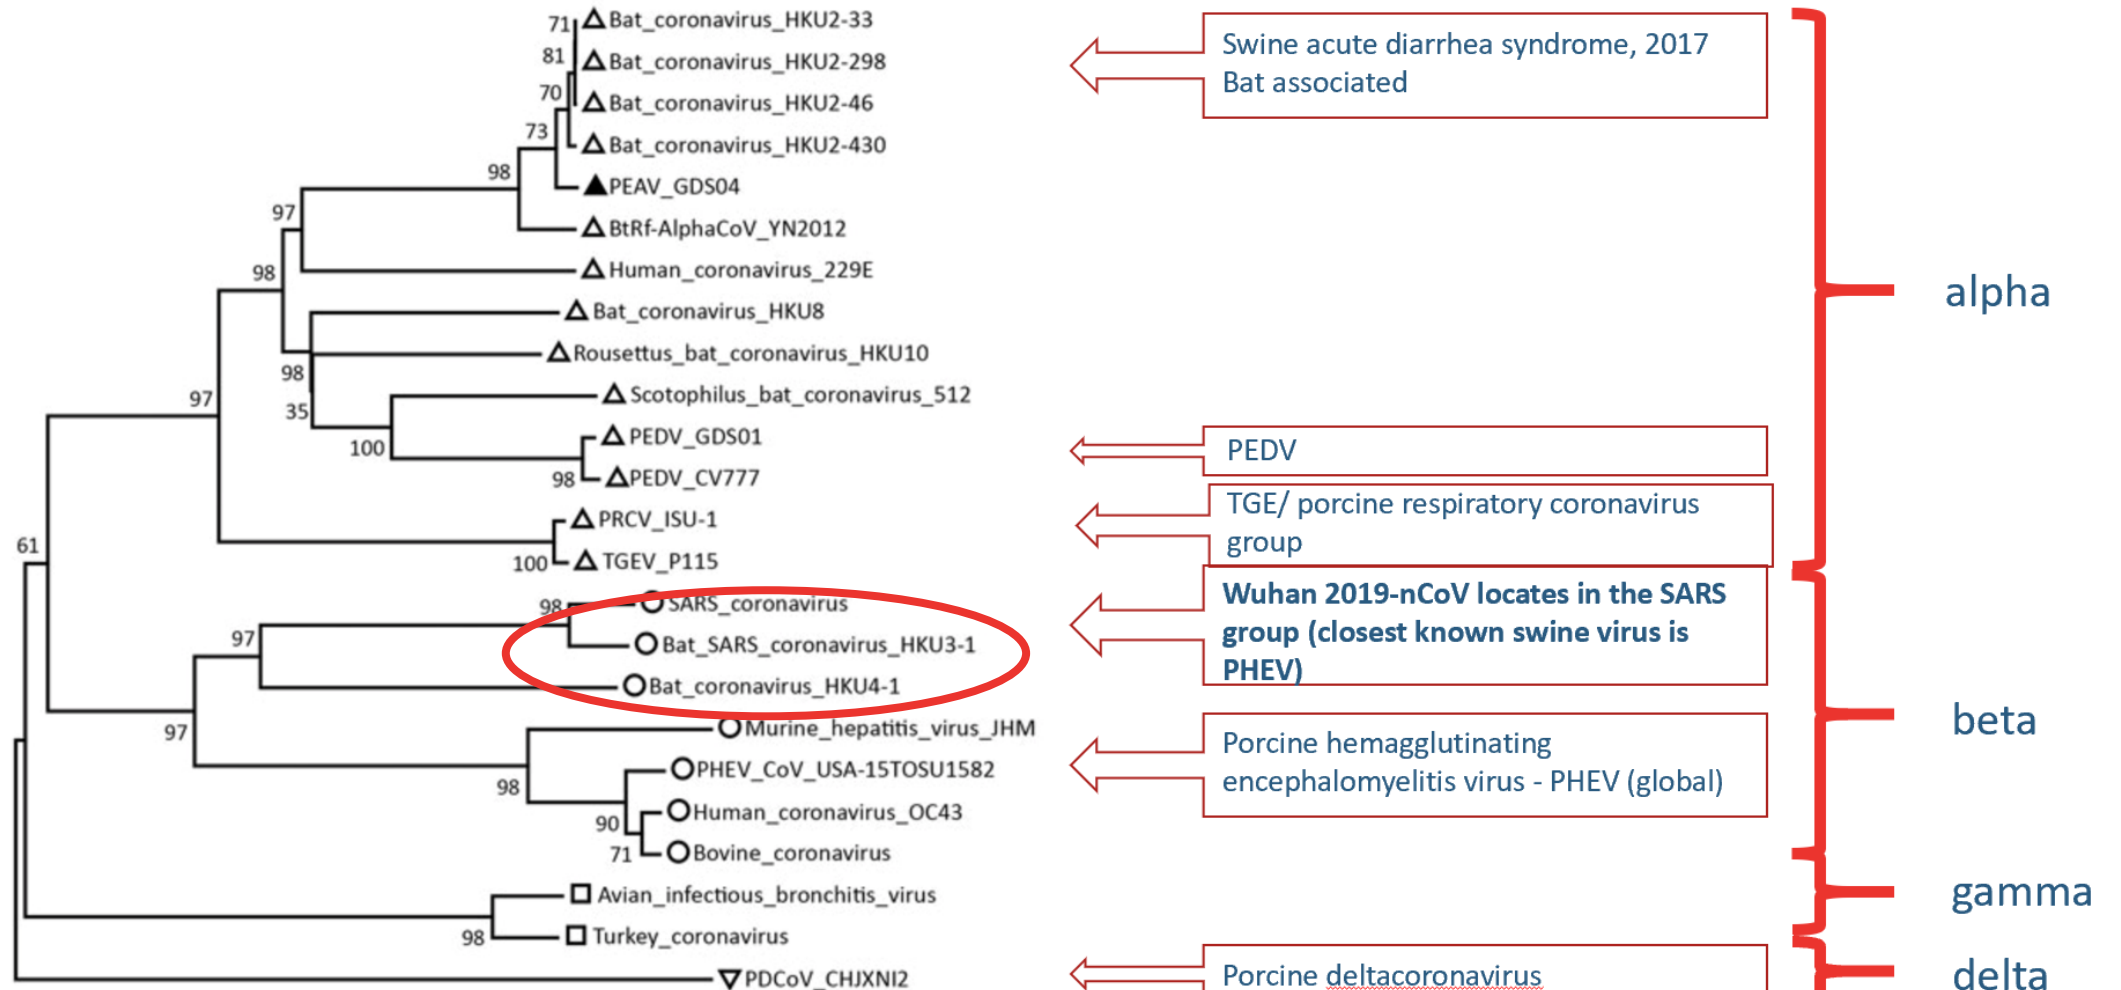 71
Bat_coronavirus_HKU2-33
81
Bat_coronavirus_HKU2-298
70
Bat_coronavirus_HKU2-46
73
Bat_coronavirus_HKU2-430
98
PEAV_GDS04
97
BtRf-AlphaCoV_YN2012
98
Human_coronavirus_229E
Bat_coronavirus_HKU8
Rousettus_bat_coronavirus_HKU10
98
97
Scotophilus_bat_coronavirus_512
35
100
PEDV_GDS01
98
PEDV_CV777
PRCV_ISU-1
61
100
TGEV_P115
98
SARS_coronavirus
97
Bat_SARS_coronavirus_HKU3-1
Bat_coronavirus_HKU4-1
97
Murine_hepatitis_virus_JHM
98
PHEV_CoV_USA-15TOSU1582
90
Human_coronavirus_OC43
71
Bovine_coronavirus
Avian_infectious_bronchitis_virus
98
Turkey_coronavirus
PDCoV_CHJXNI2
Swine acute diarrhea syndrome, 2017
Bat associated
PEDV
TGE/ porcine respiratory coronavirus
group
Wuhan 2019-nCoV locates in the SARS
group (closest known swine virus is
PHEV)
Porcine hemagglutinating
encephalomyelitis virus - PHEV (global)
Porcine deltacoronavirus
alpha
beta
gamma
delta